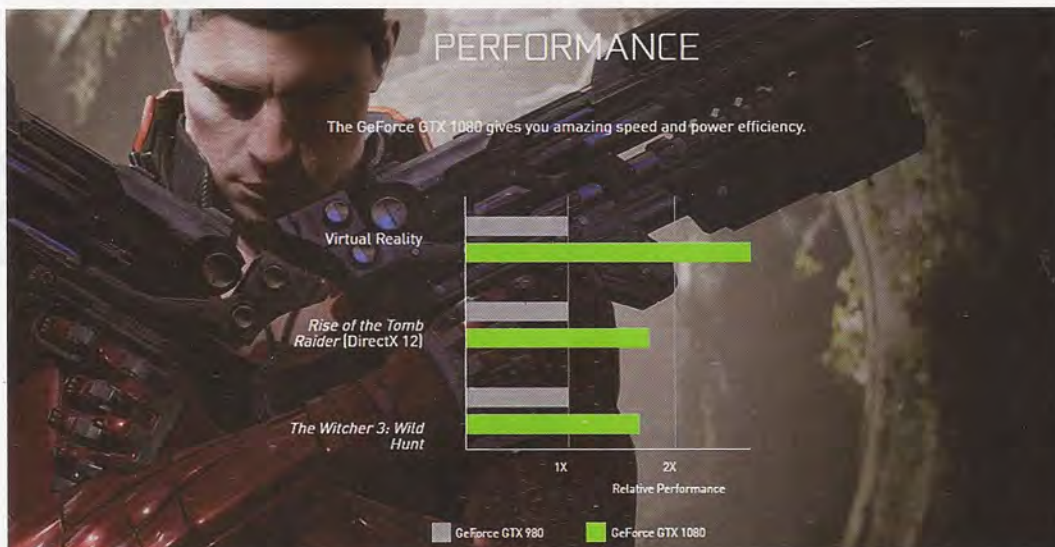 PERFORMANCE
The GeForce GTX 1080 gives you amazing speed and power efficiency.
Virtual Reality
Rise of the Tomb
Raider (DirectX 12)
The Witcher 3: Wild
Hunt
1X 2X
Relative Performance
GeForce GTX 980 GeForce GTX 1080